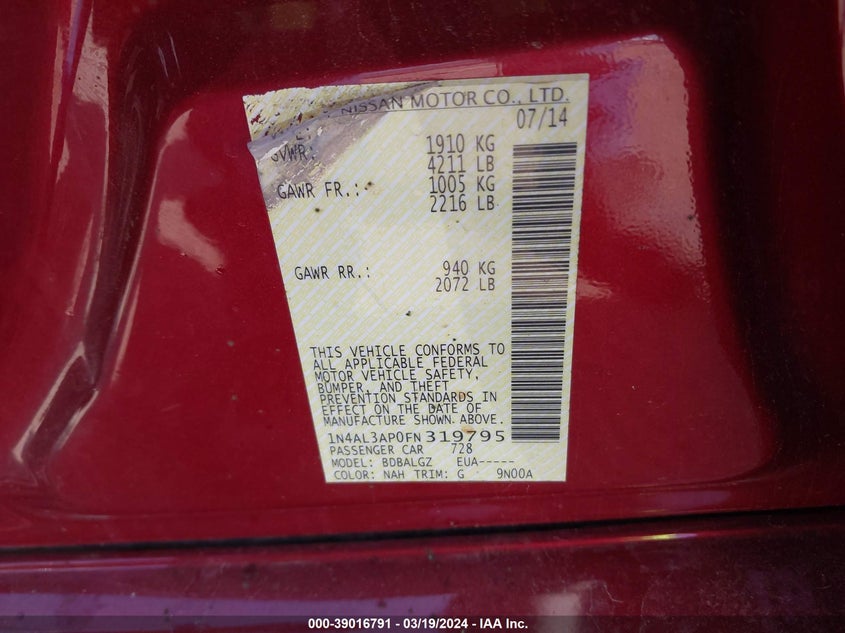 NISSAN MOTOR CO., LTD.
07/14
GVWR: 1910 KG
4211 LB
GAWR FR.: 1005 KG
2216 LB
GAWR RR.: 940 KG
2072 LB
THIS VEHICLE CONFORMS TO
ALL APPLICABLE FEDERAL
MOTOR VEHICLE SAFETY,
BUMPER, AND THEFT
PREVENTION STANDARDS IN
EFFECT ON THE DATE OF
MANUFACTURE SHOWN ABOVE.
1N4AL3AP0FN319795
PASSENGER CAR 728
MODEL: BDBALGZ EUA-----
COLOR: NAH TRIM: G 9N00A
000-39016791 - 03/19/2024 - IAA Inc.